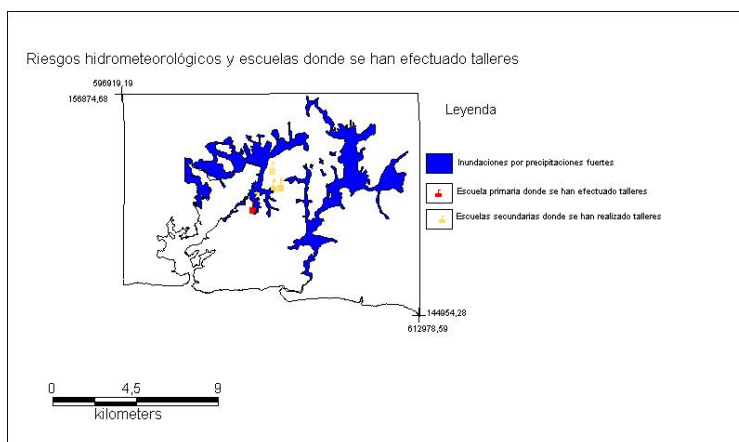 Riesgos hidrometeorológicos y escuelas donde se han efectuado talleres
596919,19
156874,68
Leyenda
Inundaciones por precipitaciones fuertes
Escuela primaria donde se han efectuado talleres
Escuelas secundarias donde se han realizado talleres
144954,28
612978,59
0 4,5 9
kilometers